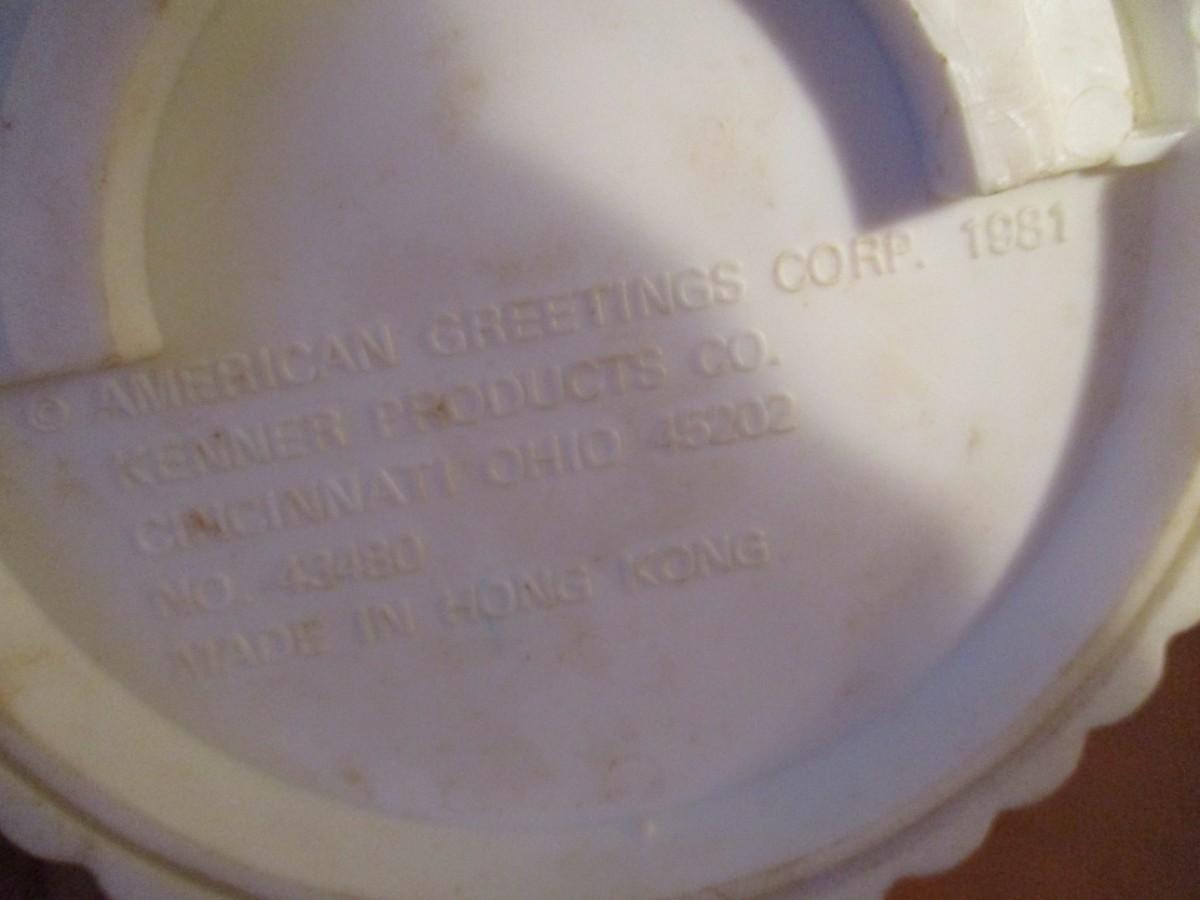 © AMERICAN GREETINGS CORP. 1981
KENNER PRODUCTS CO.
CINCINNATI OHIO 45202
NO. 43480
MADE IN HONG KONG